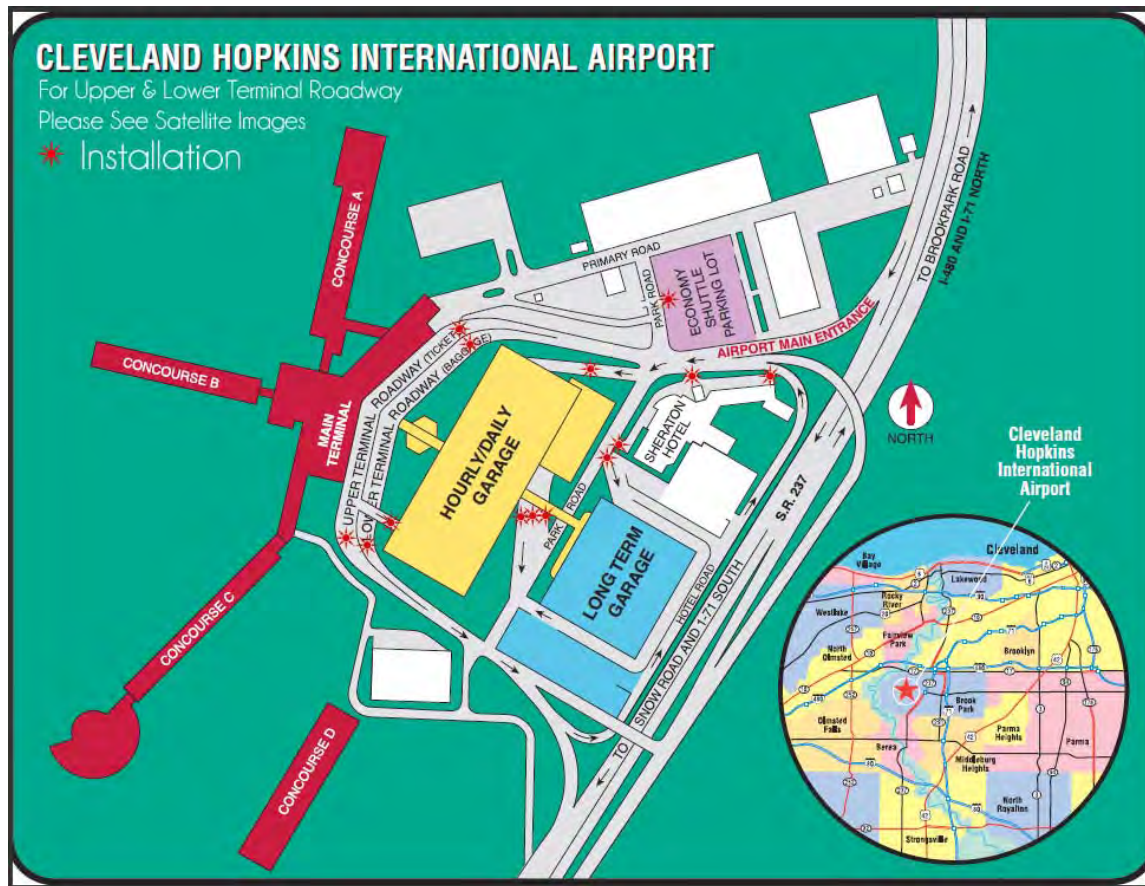 CLEVELAND HOPKINS INTERNATIONAL AIRPORT
For Upper & Lower Terminal Roadway
Please See Satellite Images
Installation
CONCOURSE A
CONCOURSE B
MAIN
TERMINAL
CONCOURSE C
CONCOURSE D
UPPER TERMINAL ROADWAY (TICKET
LOWER TERMINAL ROADWAY (BAGGAGE)
HOURLY/DAILY
GARAGE
PRIMARY ROAD
PARK ROAD
ECONOMY
SHUTTLE
PARKING LOT
AIRPORT MAIN ENTRANCE
TO BROOKPARK ROAD
I-480 AND I-71 NORTH
SHERATON
HOTEL
PARK ROAD
LONG TERM
GARAGE
HOTEL ROAD
S.R. 237
TO SNOW ROAD AND I-71 SOUTH
NORTH
Cleveland
Hopkins
International
Airport
Bay
Village
Cleveland
Lakewood
Rocky
River
Westlake
Fairview
Park
North
Olmsted
Brooklyn
Brook
Park
Olmsted
Falls
Berea
Parma
Heights
Parma
Middleburg
Heights
North
Royalton
Strongsville